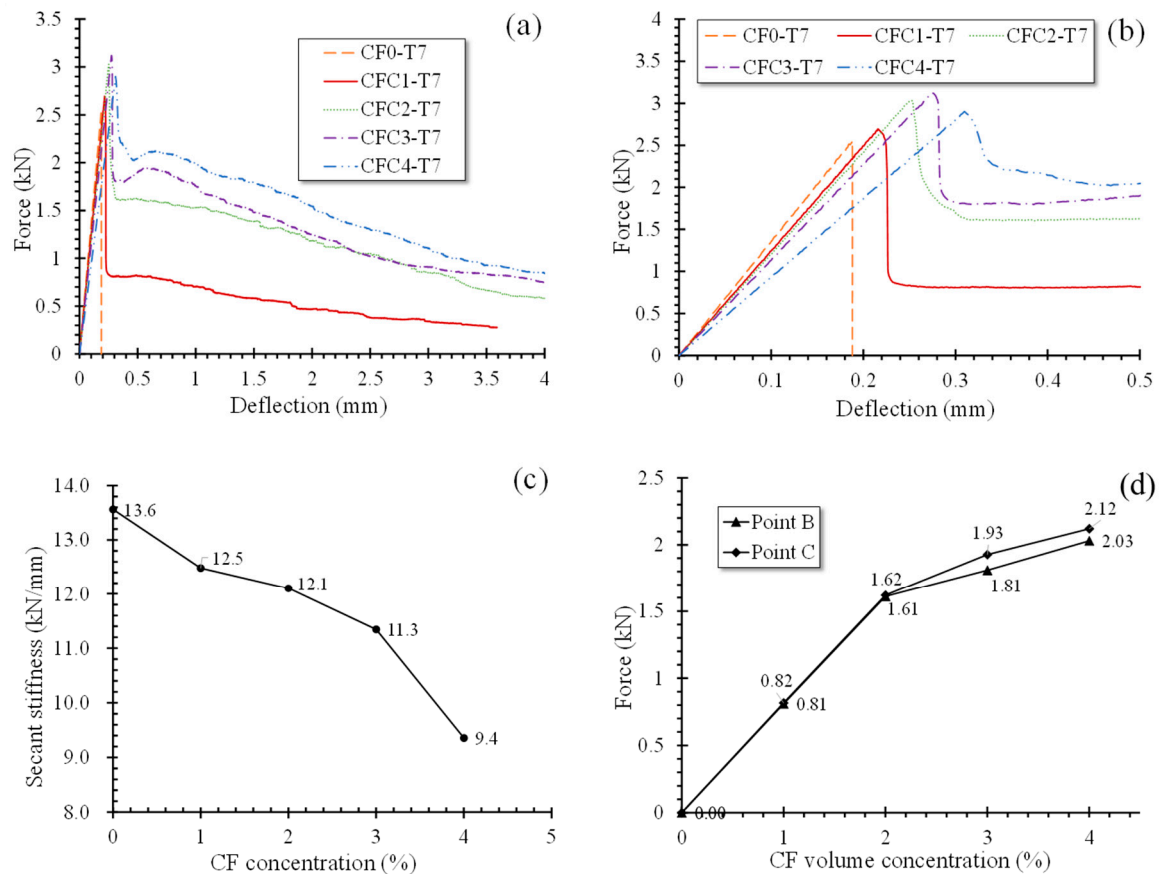 (a)
Force (kN)
3.5
3
2.5
2
1.5
1
0.5
0
0 0.5 1 1.5 2 2.5 3 3.5 4
Deflection (mm)
CF0-T7
CFC1-T7
CFC2-T7
CFC3-T7
CFC4-T7
(b)
Force (kN)
4
3.5
3
2.5
2
1.5
1
0.5
0
0 0.1 0.2 0.3 0.4 0.5
Deflection (mm)
CF0-T7 CFC1-T7 CFC2-T7
CFC3-T7 CFC4-T7
(c)
Secant stiffness (kN/mm)
14.0
13.0
12.0
11.0
10.0
9.0
8.0
0 1 2 3 4 5
CF concentration (%)
13.6
12.5
12.1
11.3
9.4
(d)
Force (kN)
2.5
2
1.5
1
0.5
0
0 1 2 3 4
CF volume concentration (%)
Point B
Point C
2.12
1.93
2.03
1.62
1.81
1.61
0.82
0.81
0.00